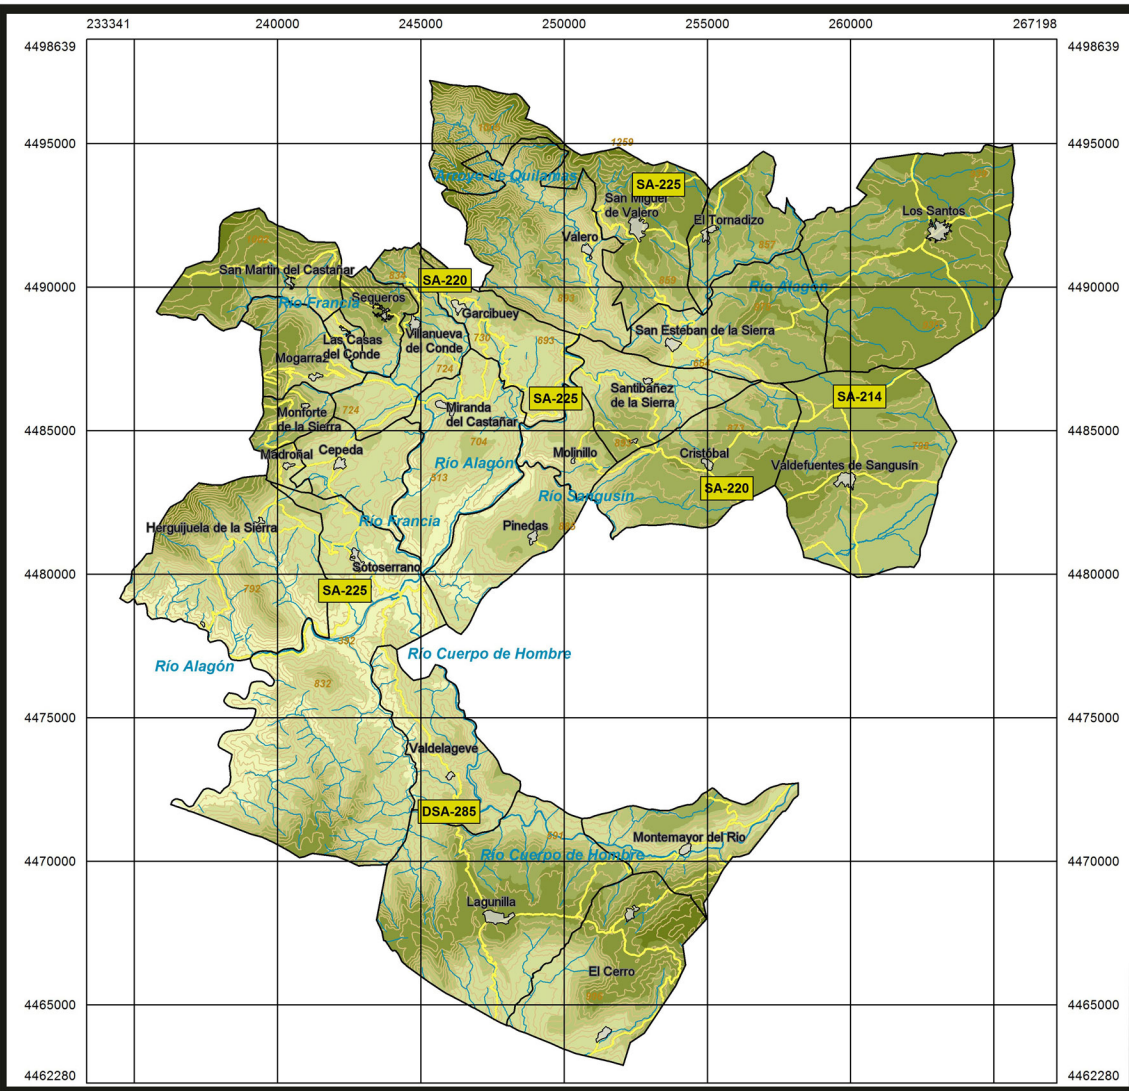 233341
240000
245000
250000
255000
260000
267198
4498639
4498639
4495000
1259
4495000
Arroyo de Quilamas
SA-225
San Miguel
de Valero
El Tornadizo
Los Santos
Valero
857
San Martin del Castañar
SA-220
4490000
Río Francia
Sequeros
Río Alagón
4490000
Garcibuey
Villanueva
del Conde
Las Casas
del Conde
San Esteban de la Sierra
730
693
Mogarraz
724
SA-225
Santibáñez
de la Sierra
SA-214
Miranda
del Castañar
724
Monforte
de la Sierra
4485000
4485000
704
Madroñal
Cepeda
Molinillo
Cristóbal
Río Alagón
Valdefuentes de Sangusín
313
SA-220
Río Sangusín
Herguijuela de la Sierra
Río Francia
Pinedas
Sotoserrano
4480000
4480000
SA-225
792
Río Cuerpo de Hombre
Río Alagón
832
4475000
4475000
Valdelageve
DSA-285
Montemayor del Rio
Río Cuerpo de Hombre
4470000
4470000
Lagunilla
El Cerro
4465000
4465000
4462280
4462280